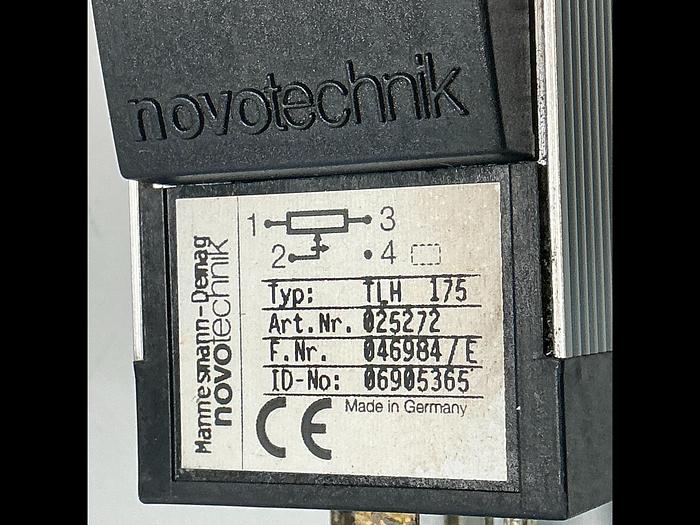 novotechnik
Mannesmann-Demag
novotechnik
1 3
2 4
Typ: TLH 175
Art.Nr. 025272
F.Nr. 046984/E
ID-No: 06905365
CE Made in Germany